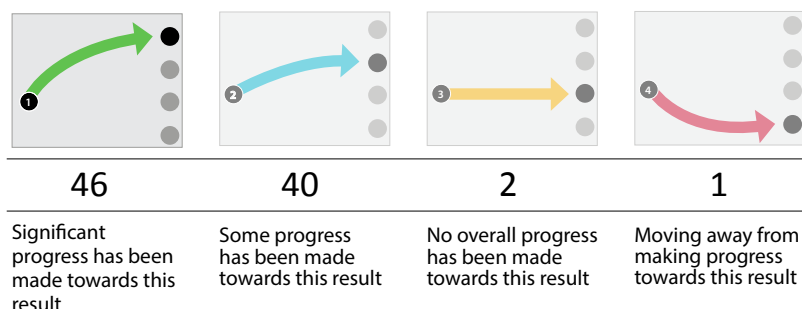 1
2
3
4
46
40
2
1
Significant
progress has been
made towards this
result
Some progress
has been made
towards this result
No overall progress
has been made
towards this result
Moving away from
making progress
towards this result